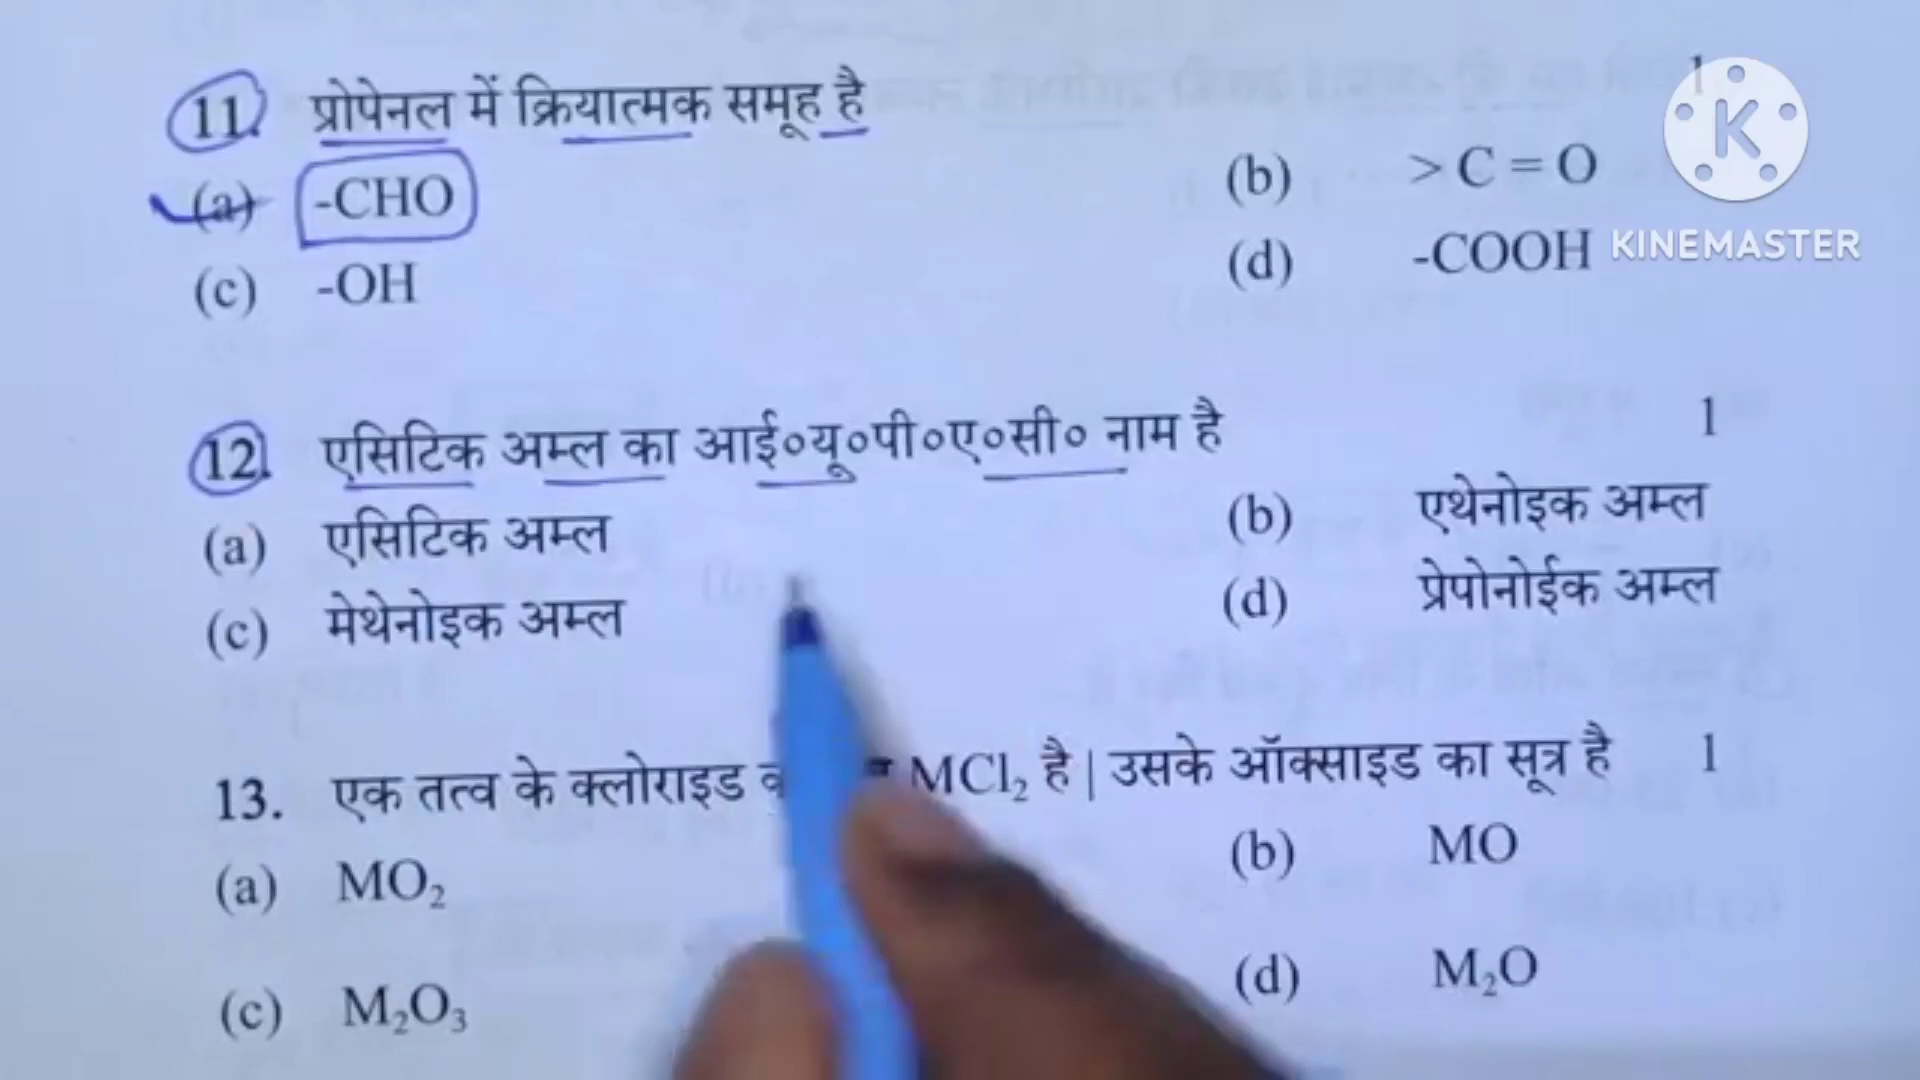 11. प्रोपेनल में क्रियात्मक समूह है 1
(a) -CHO (b) > C = O
(c) -OH (d) -COOH
K
KINEMASTER
12. एसिटिक अम्ल का आई०यू०पी०ए०सी० नाम है 1
(a) एसिटिक अम्ल (b) एथेनोइक अम्ल
(c) मेथेनोइक अम्ल (d) प्रेपोनोईक अम्ल
13. एक तत्व के क्लोराइड MCl₂ है | उसके ऑक्साइड का सूत्र है 1
(a) MO₂ (b) MO
(c) M₂O₃ (d) M₂O